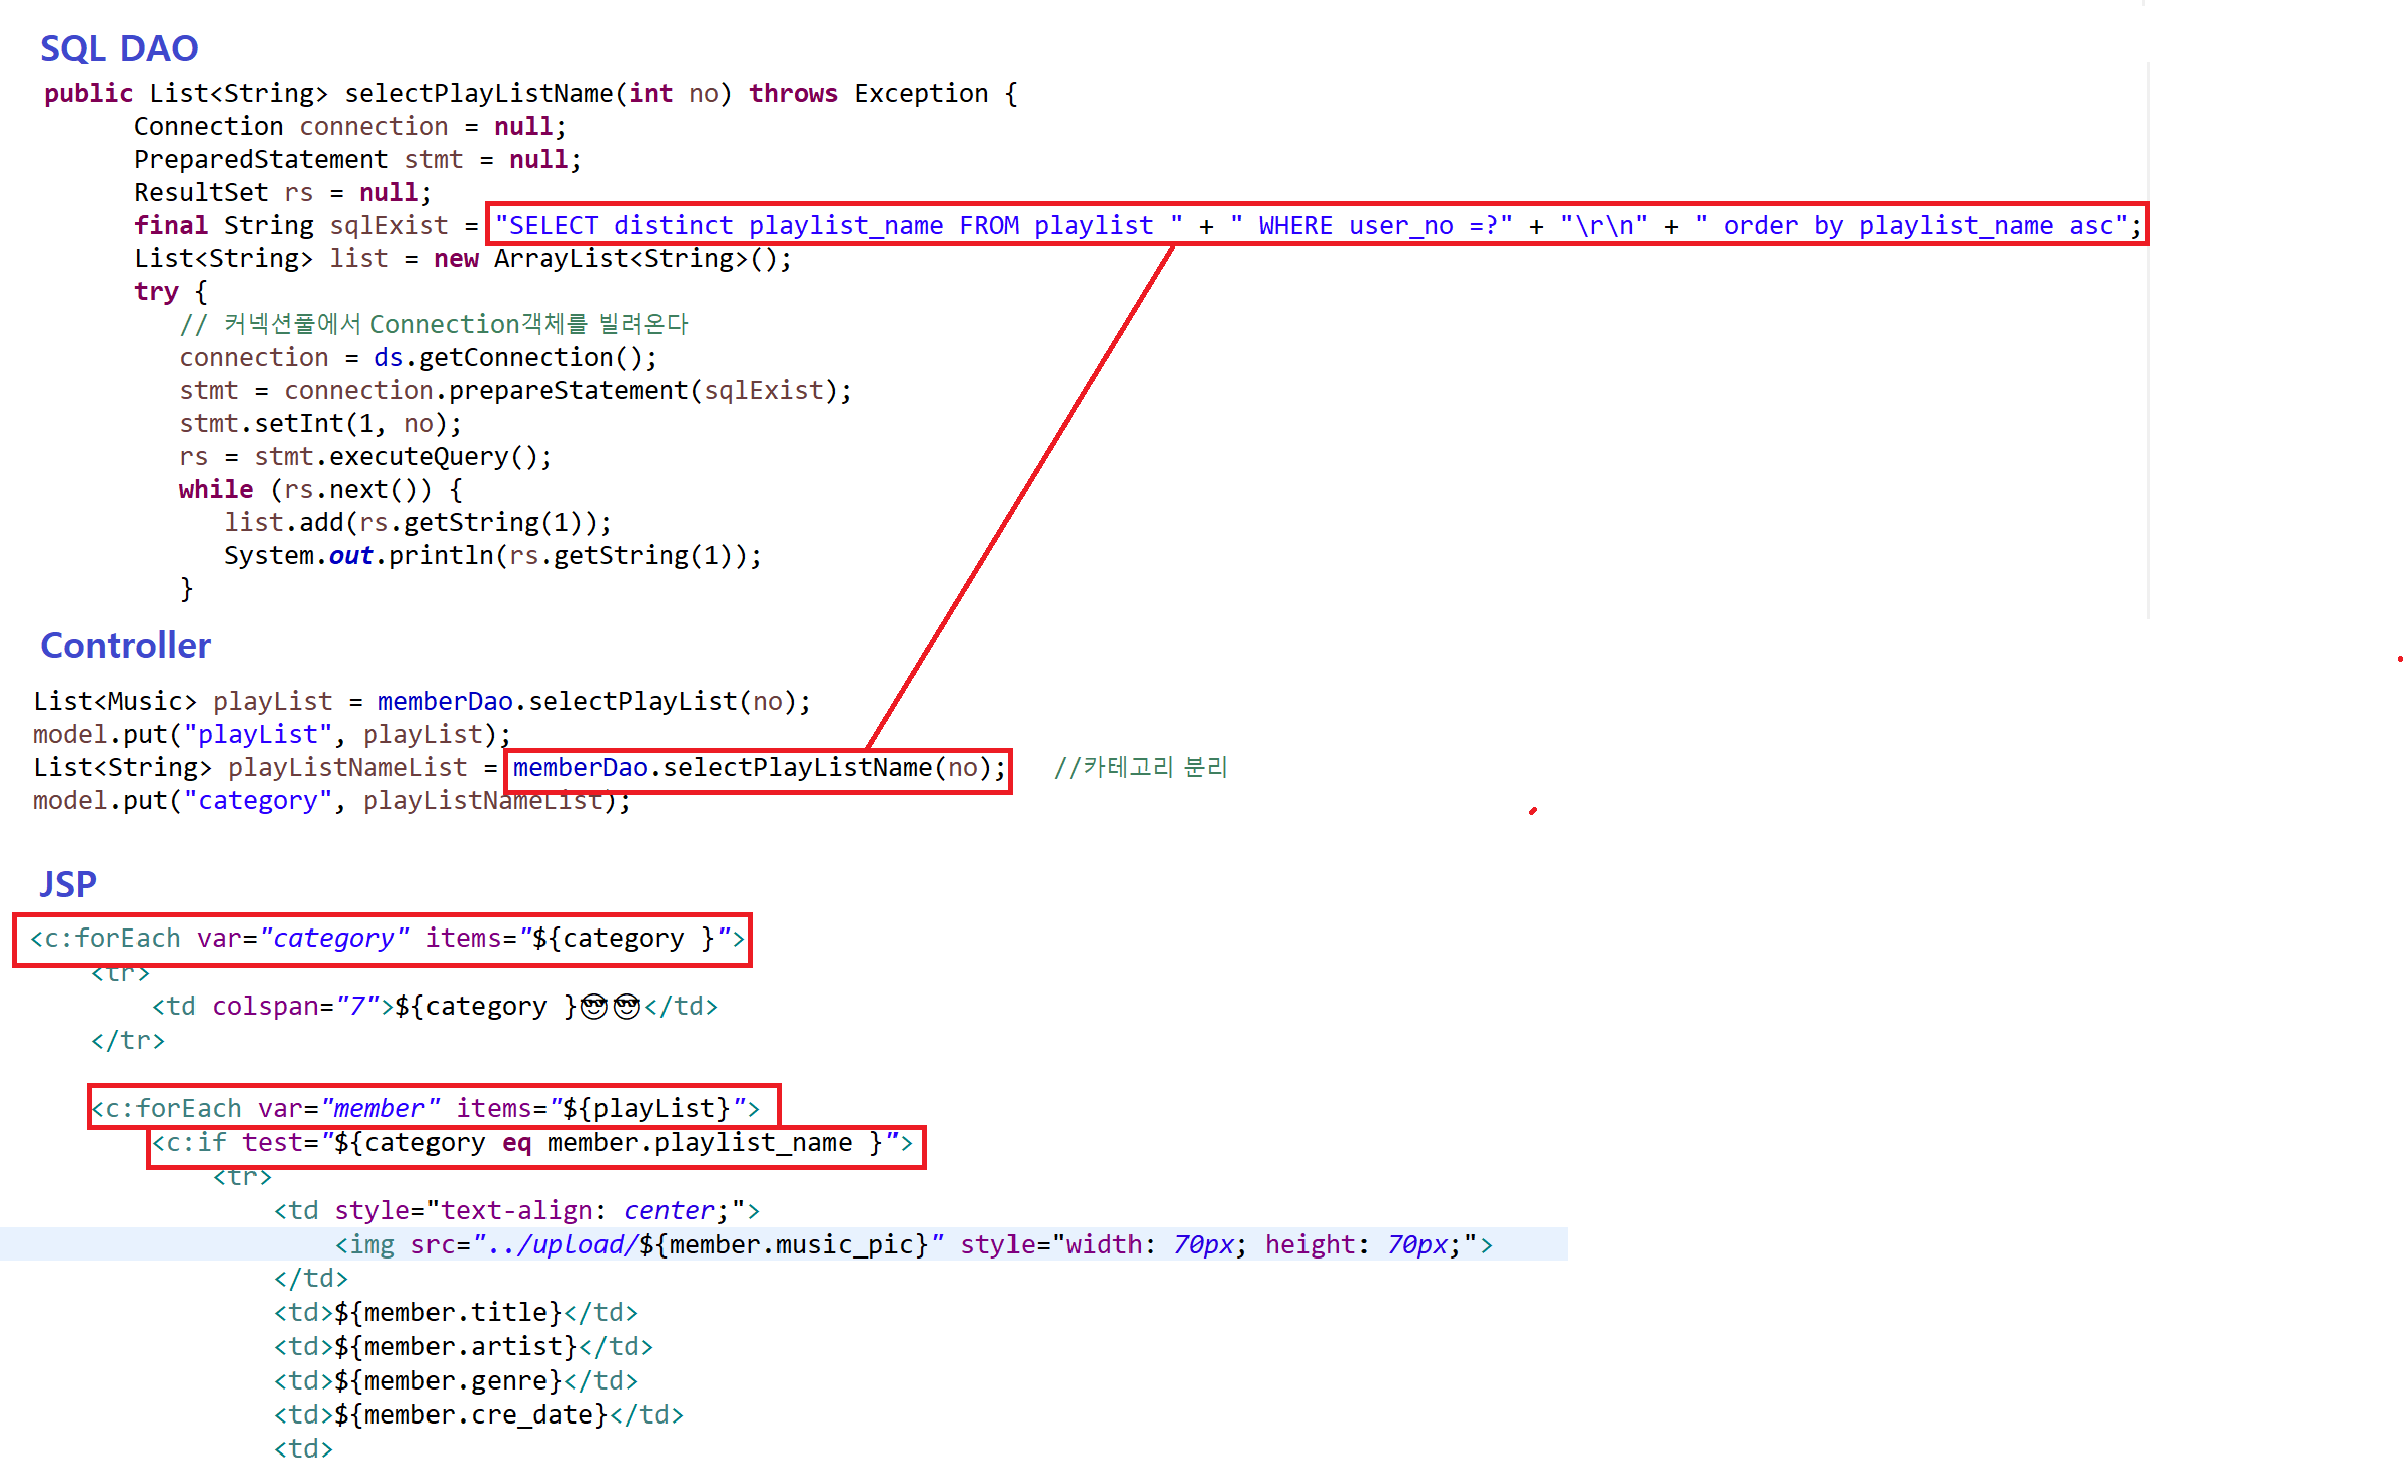 SQL DAO
public List<String> selectPlayListName(int no) throws Exception {
Connection connection = null;
PreparedStatement stmt = null;
ResultSet rs = null;
final String sqlExist = "SELECT distinct playlist_name FROM playlist " + " WHERE user_no =?" + "\r\n" + " order by playlist_name asc";
List<String> list = new ArrayList<String>();
try {
// 커넥션풀에서 Connection객체를 빌려온다
connection = ds.getConnection();
stmt = connection.prepareStatement(sqlExist);
stmt.setInt(1, no);
rs = stmt.executeQuery();
while (rs.next()) {
list.add(rs.getString(1));
System.out.println(rs.getString(1));
}
Controller
List<Music> playList = memberDao.selectPlayList(no);
model.put("playList", playList);
List<String> playListNameList = memberDao.selectPlayListName(no); //카테고리 분리
model.put("category", playListNameList);
JSP
<c:forEach var="category" items="${category }">
<tr>
<td colspan="7">${category }😎😎</td>
</tr>
<c:forEach var="member" items="${playList}">
<c:if test="${category eq member.playlist_name }">
<tr>
<td style="text-align: center;">
<img src="../upload/${member.music_pic}" style="width: 70px; height: 70px;">
</td>
<td>${member.title}</td>
<td>${member.artist}</td>
<td>${member.genre}</td>
<td>${member.cre_date}</td>
<td>